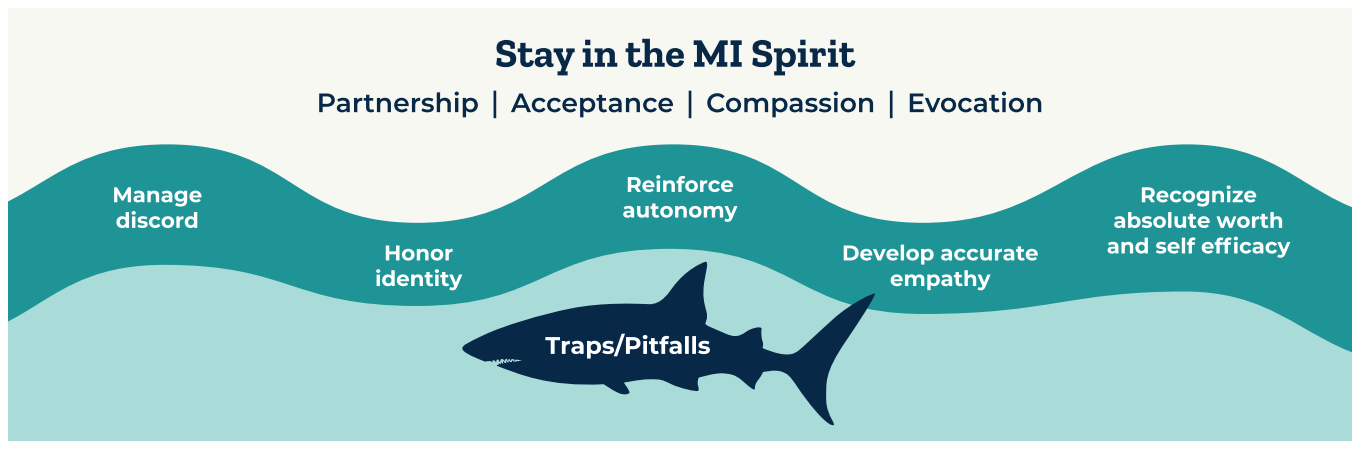 Stay in the MI Spirit
Partnership | Acceptance | Compassion | Evocation
Manage
discord
Honor
identity
Reinforce
autonomy
Develop accurate
empathy
Recognize
absolute worth
and self efficacy
Traps/Pitfalls